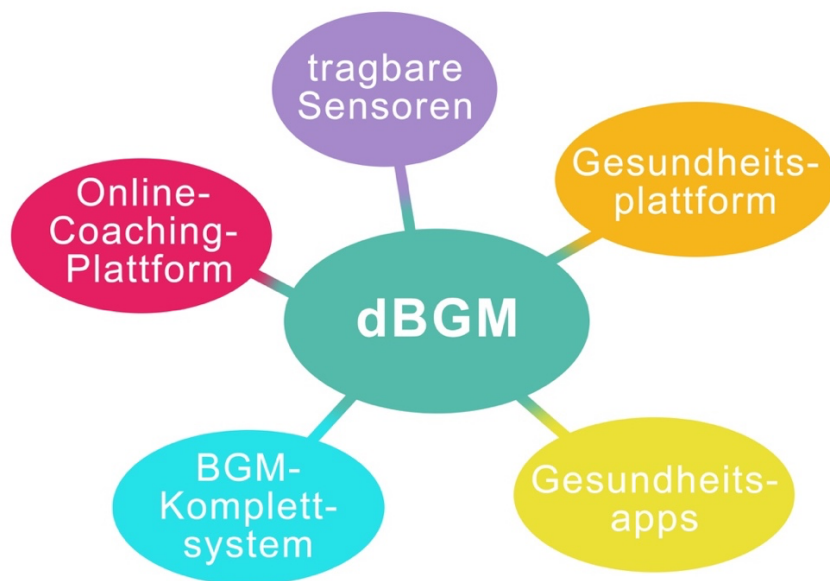 tragbare
Sensoren
Gesundheits-
plattform
Online-
Coaching-
Plattform
dBGM
BGM-
Komplett-
system
Gesundheits-
apps